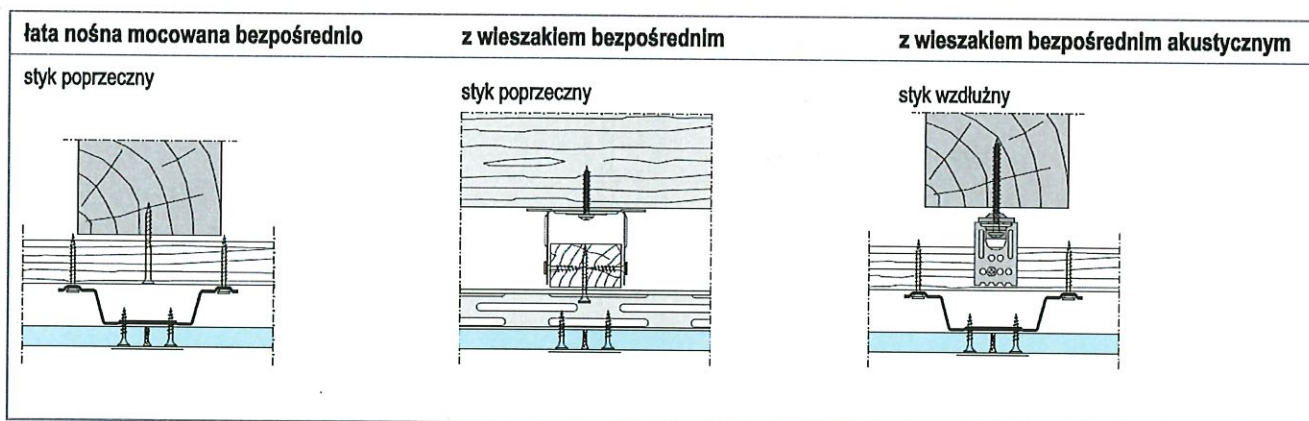 łata nośna mocowana bezpośrednio
z wieszakiem bezpośrednim
z wieszakiem bezpośrednim akustycznym
styk poprzeczny
styk poprzeczny
styk wzdłużny